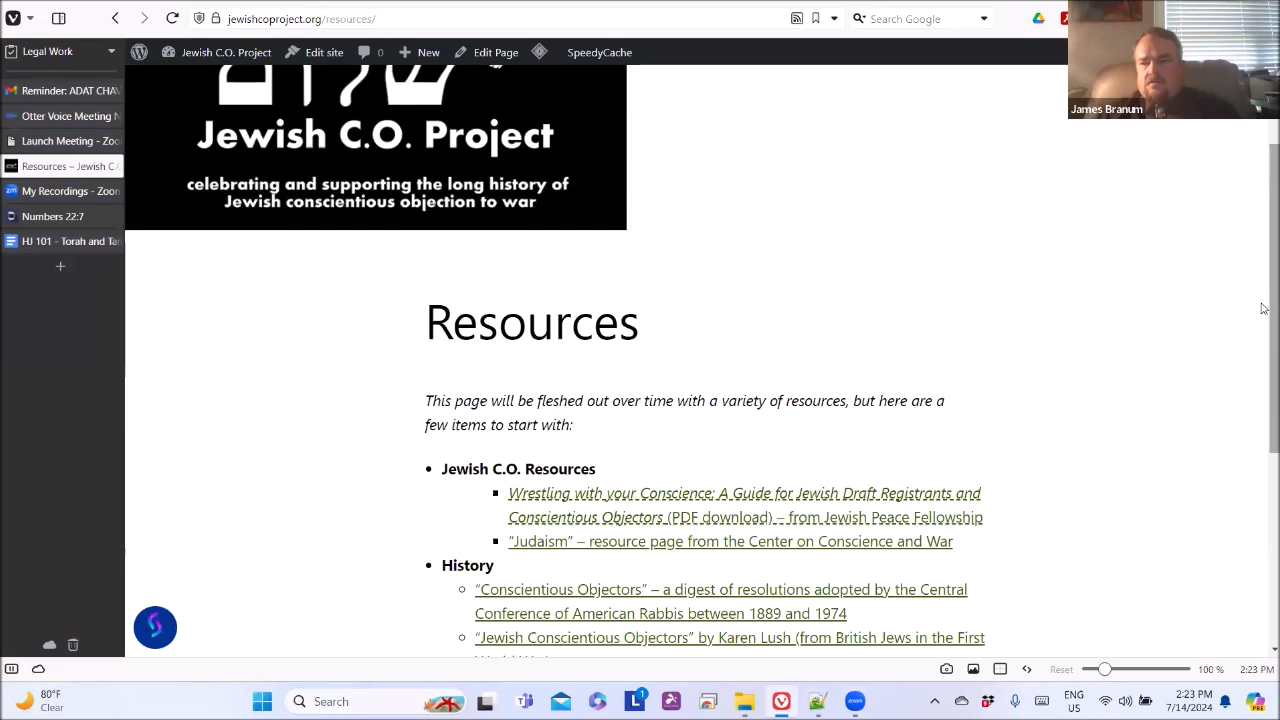 jewishcoproject.org/resources/
Search Google
Legal Work
Jewish C.O. Project
Edit site
0
New
Edit Page
SpeedyCache
Reminder: ADAT CHAV
Otter Voice Meeting N
Launch Meeting - Zoo
Resources – Jewish C.
My Recordings - Zoom
Numbers 22:7
HJ 101 - Torah and Tan
James Branum
Jewish C.O. Project
celebrating and supporting the long history of
Jewish conscientious objection to war
Resources
This page will be fleshed out over time with a variety of resources, but here are a
few items to start with:
Jewish C.O. Resources
Wrestling with your Conscience: A Guide for Jewish Draft Registrants and
Conscientious Objectors (PDF download) – from Jewish Peace Fellowship
"Judaism" – resource page from the Center on Conscience and War
History
"Conscientious Objectors" – a digest of resolutions adopted by the Central
Conference of American Rabbis between 1889 and 1974
"Jewish Conscientious Objectors" by Karen Lush (from British Jews in the First
Reset
100 %
2:23 PM
80°F
Clear
Search
1
zoom
ENG
US
2:23 PM
7/14/2024
PRE